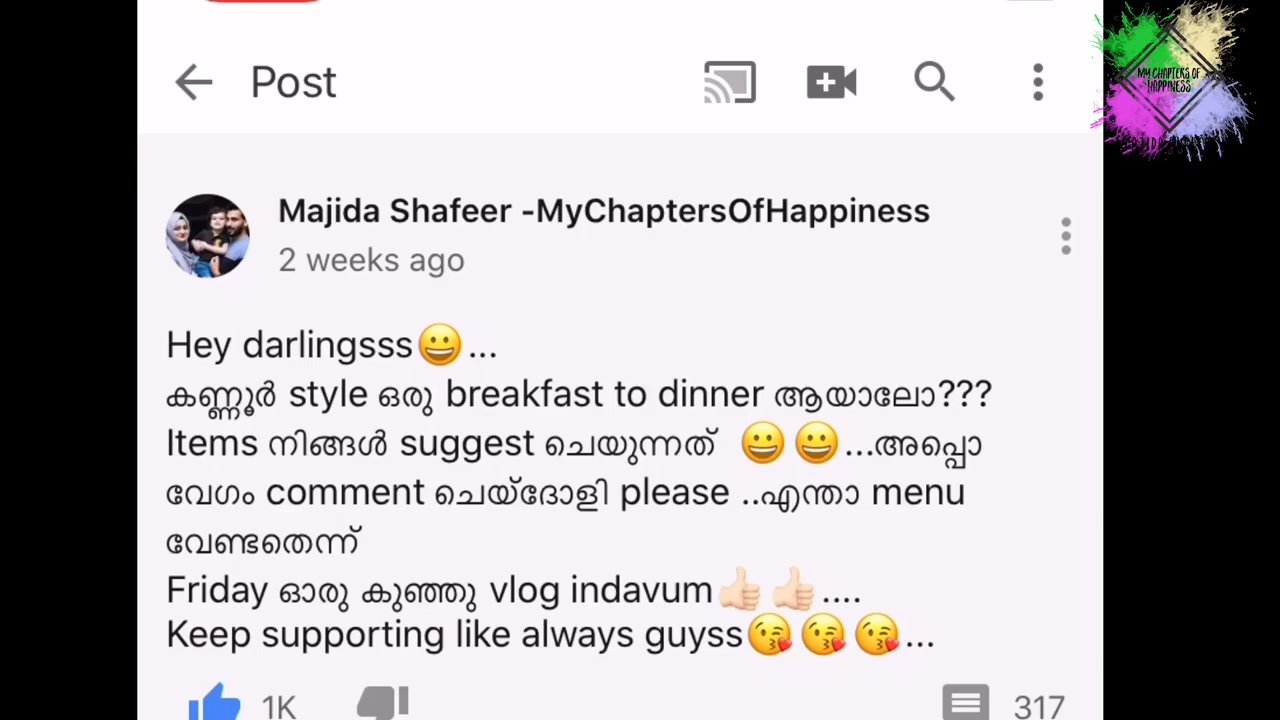 Post
MY CHAPTERS OF
HAPPINESS
Majida Shafeer -MyChaptersOfHappiness
2 weeks ago
Hey darlingsss😀...
കണ്ണൂർ style ഒരു breakfast to dinner ആയാലോ???
Items നിങ്ങൾ suggest ചെയുന്നത് 😀😀...അപ്പൊ
വേഗം comment ചെയ്ദോളി please ..എന്താ menu
വേണ്ടതെന്ന്
Friday ഓരു കുഞ്ഞു vlog indavum👍🏻👍🏻....
Keep supporting like always guyss😘😘😘...
1K 317